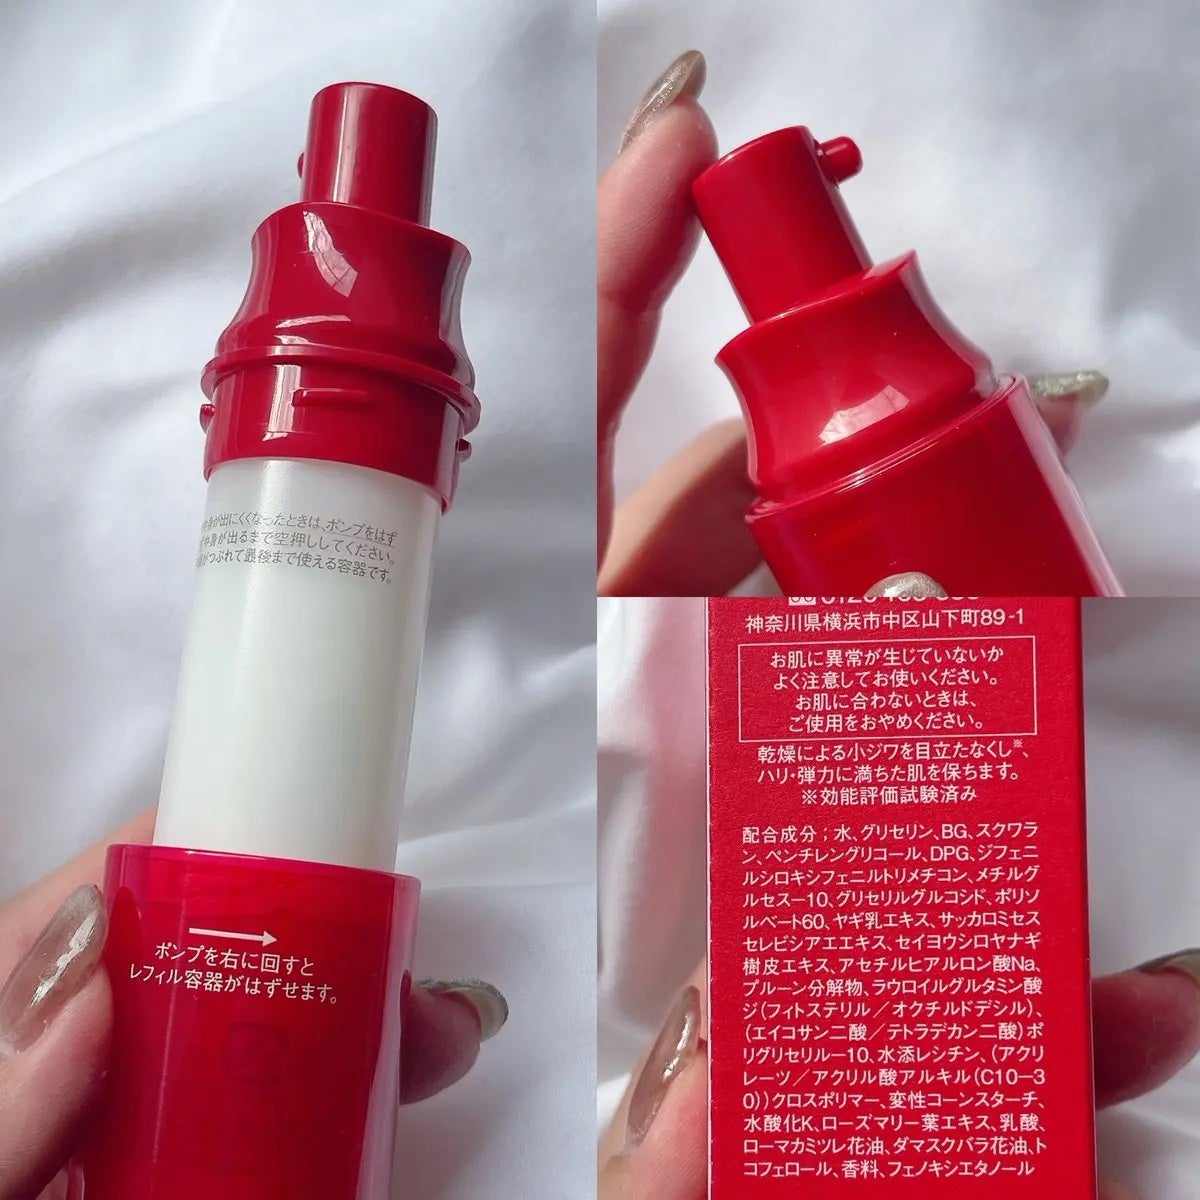 中身が出にくくなったときは、ポンプをはず
中身が出るまで空押ししてください。
がつぶれて最後まで使える容器です。
ポンプを右に回すと
レフィル容器がはずせます。
神奈川県横浜市中区山下町89-1
お肌に異常が生じていないか
よく注意してお使いください。
お肌に合わないときは、
ご使用をおやめください。
乾燥による小ジワを目立たなくし※、
ハリ・弾力に満ちた肌を保ちます。
※効能評価試験済み
配合成分；水、グリセリン、BG、スクワラ
ン、ペンチレングリコール、DPG、ジフェニ
ルシロキシフェニルトリメチコン、メチルグ
ルセス-10、グリセリルグルコシド、ポリソ
ルベート60、ヤギ乳エキス、サッカロミセス
セレビシアエエキス、セイヨウシロヤナギ
樹皮エキス、アセチルヒアルロン酸Na、
プルーン分解物、ラウロイルグルタミン酸
ジ（フィトステリル／オクチルドデシル）、
（エイコサン二酸／テトラデカン二酸）ポ
リグリセリル-10、水添レシチン、（アクリ
レーツ／アクリル酸アルキル（C10-3
0））クロスポリマー、変性コーンスターチ、
水酸化K、ローズマリー葉エキス、乳酸、
ローマカミツレ花油、ダマスクバラ花油、ト
コフェロール、香料、フェノキシエタノール